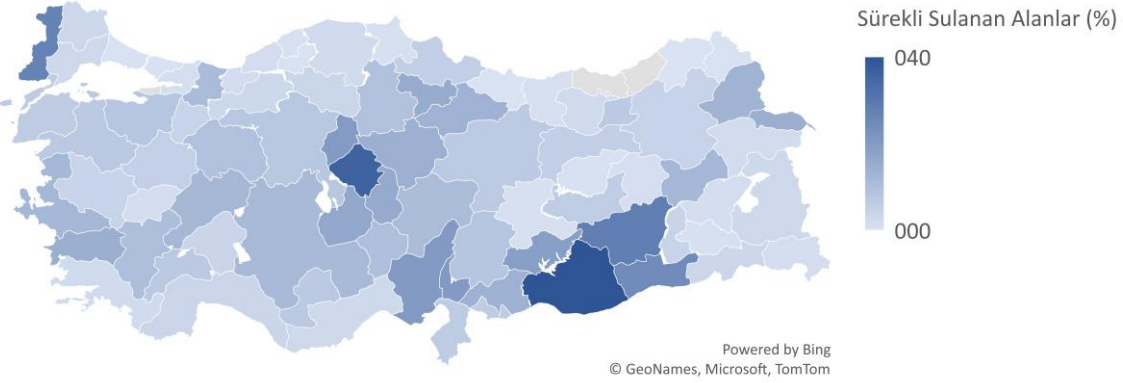 Sürekli Sulanan Alanlar (%)
040
000
Powered by Bing
© GeoNames, Microsoft, TomTom